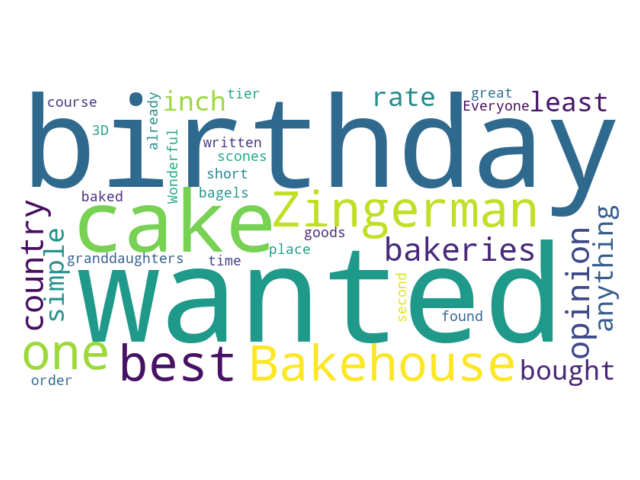 birthday
course
3D
already
inch
tier
Wonderful
written
scones
short
bagels
rate
great
Everyone
least
baked
cake
Zingerman
goods
place
bakeries
country
simple
granddaughters
time
wanted
second
found
opinion
anything
one
order
best
Bakehouse
bought